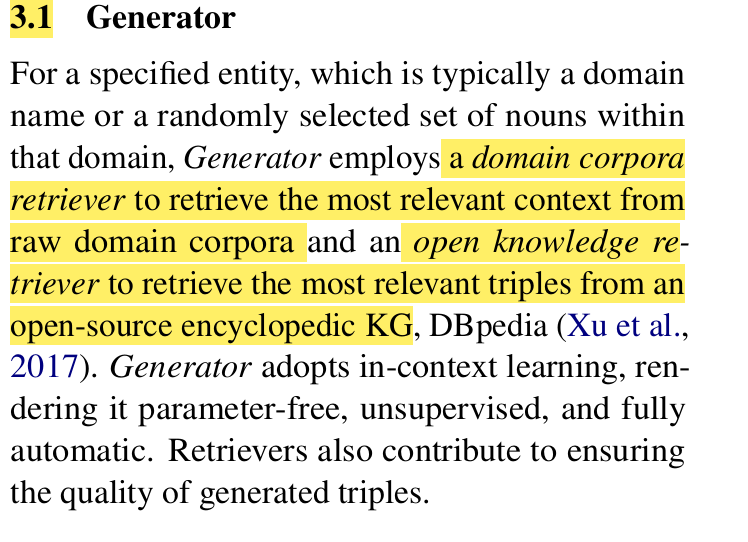 3.1 Generator
For a specified entity, which is typically a domain
name or a randomly selected set of nouns within
that domain, Generator employs a domain corpora
retriever to retrieve the most relevant context from
raw domain corpora and an open knowledge re-
triever to retrieve the most relevant triples from an
open-source encyclopedic KG, DBpedia (Xu et al.,
2017). Generator adopts in-context learning, ren-
dering it parameter-free, unsupervised, and fully
automatic. Retrievers also contribute to ensuring
the quality of generated triples.